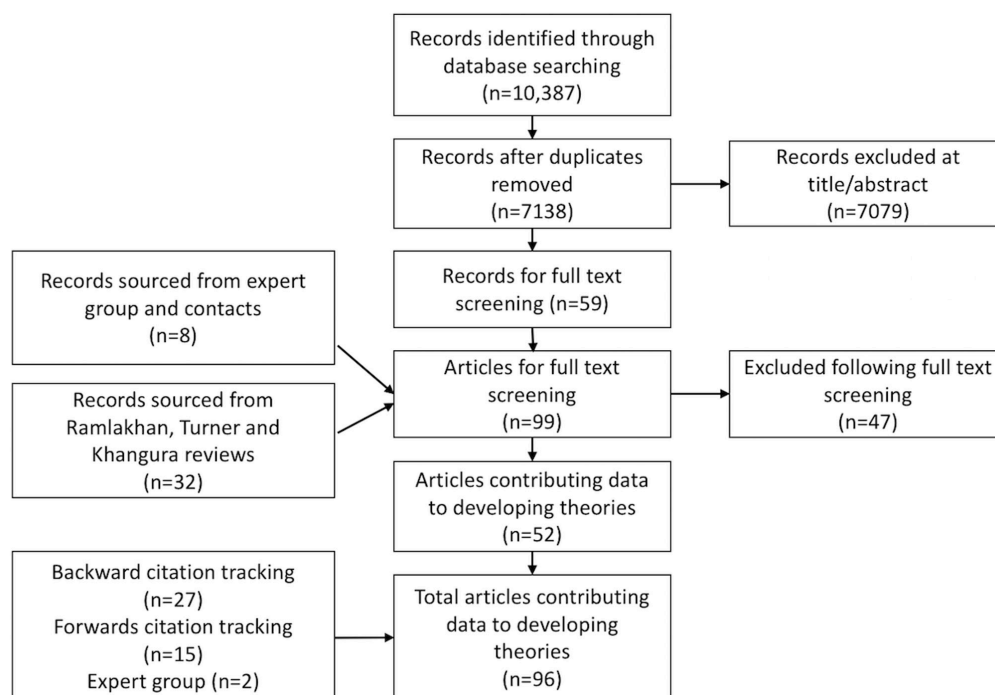 Records identified through
database searching
(n=10,387)
Records after duplicates
removed
(n=7138)
Records excluded at
title/abstract
(n=7079)
Records for full text
screening (n=59)
Records sourced from expert
group and contacts
(n=8)
Records sourced from
Ramlakhan, Turner and
Khangura reviews
(n=32)
Articles for full text
screening
(n=99)
Excluded following full text
screening
(n=47)
Articles contributing data
to developing theories
(n=52)
Backward citation tracking
(n=27)
Forwards citation tracking
(n=15)
Expert group (n=2)
Total articles contributing
data to developing
theories
(n=96)